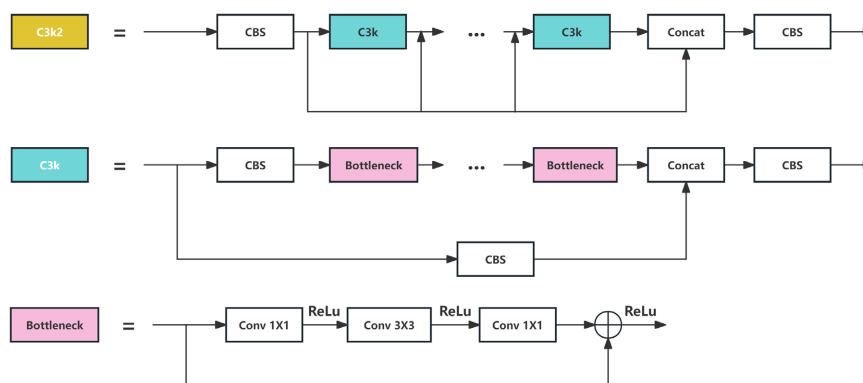 C3k2 = CBS C3k ... C3k Concat CBS
C3k = CBS Bottleneck ... Bottleneck Concat CBS
CBS
Bottleneck = Conv 1X1 ReLu Conv 3X3 ReLu Conv 1X1 ReLu